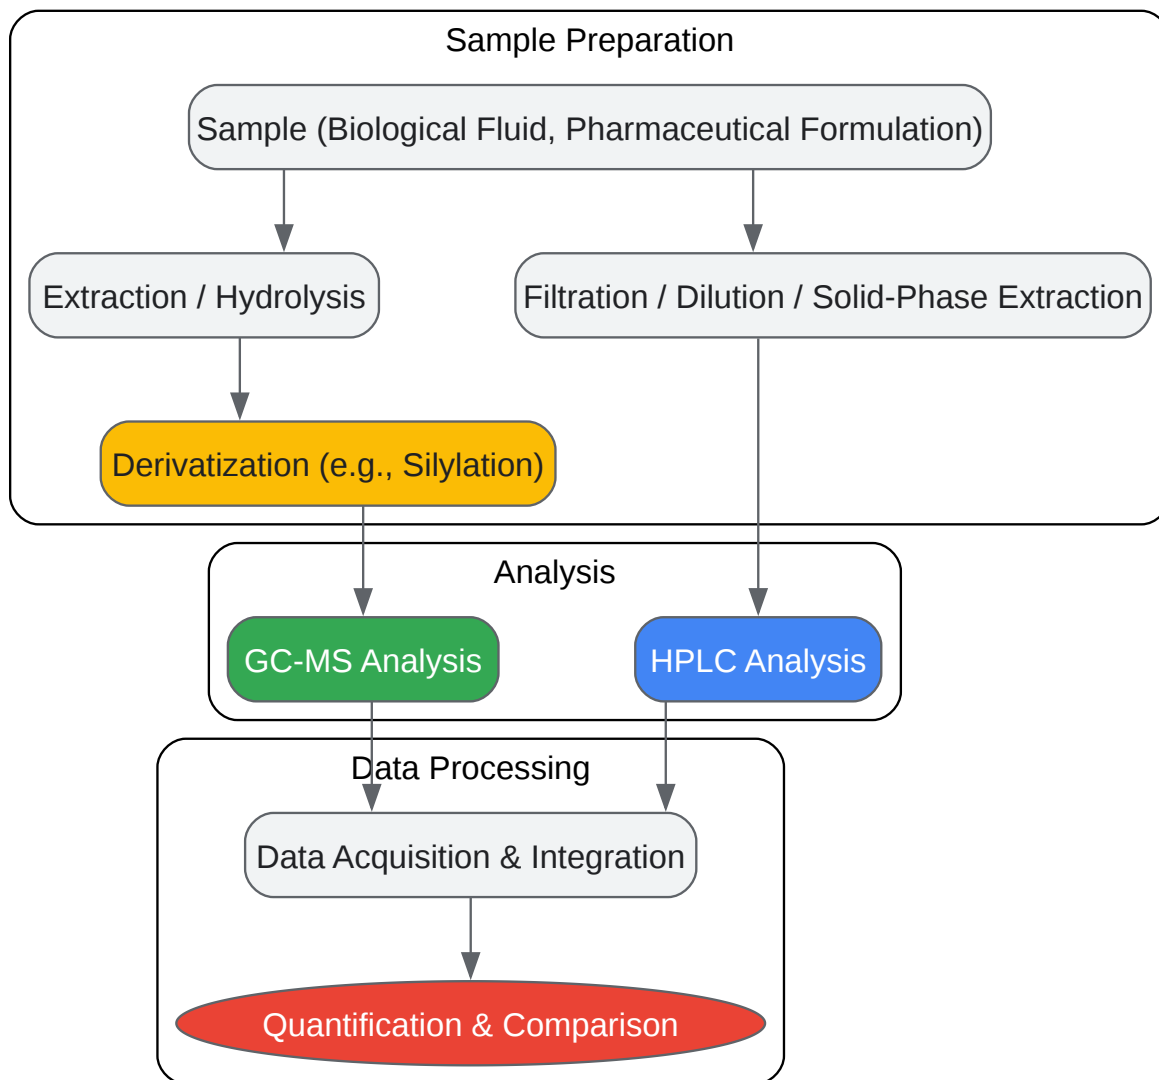 Sample Preparation
Sample (Biological Fluid, Pharmaceutical Formulation)
Extraction / Hydrolysis
Filtration / Dilution / Solid-Phase Extraction
Derivatization (e.g., Silylation)
Analysis
GC-MS Analysis
HPLC Analysis
Data Processing
Data Acquisition & Integration
Quantification & Comparison